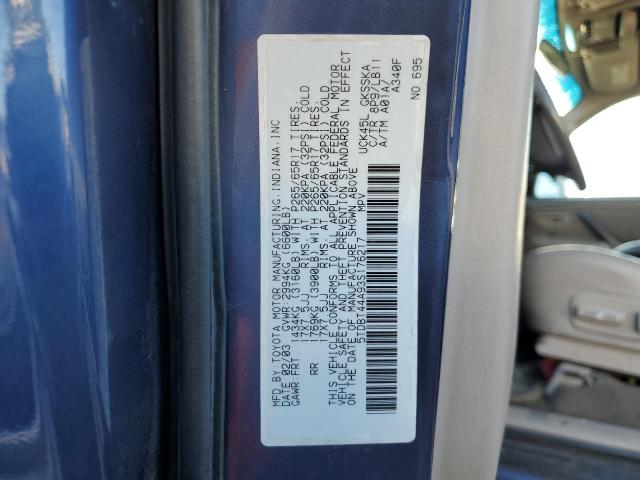 MFD.BY:TOYOTA MOTOR MANUFACTURING.INDIANA.INC
DATE 02/03 GVWR:2994KG (6600LB)
GAWR FRT 1434KG (3160LB) WITH P265/65R17 TIRES.
17X7.5JJ RIMS. AT 220KPA (32PSI) COLD
RR 1769KG (3900LB) WITH P265/65R17 TIRES.
17X7.5JJ RIMS. AT 220KPA (32PSI) COLD
THIS VEHICLE CONFORMS TO ALL APPLICABLE FEDERAL MOTOR
VEHICLE SAFETY AND THEFT PREVENTION STANDARDS IN EFFECT
ON THE DATE OF MANUFACTURE SHOWN ABOVE
5TDBT44A93S176217 MPV UCK45L GKSSKA
C/TR 8P9/LB11
A/TM A01A/
A340F
NO 695